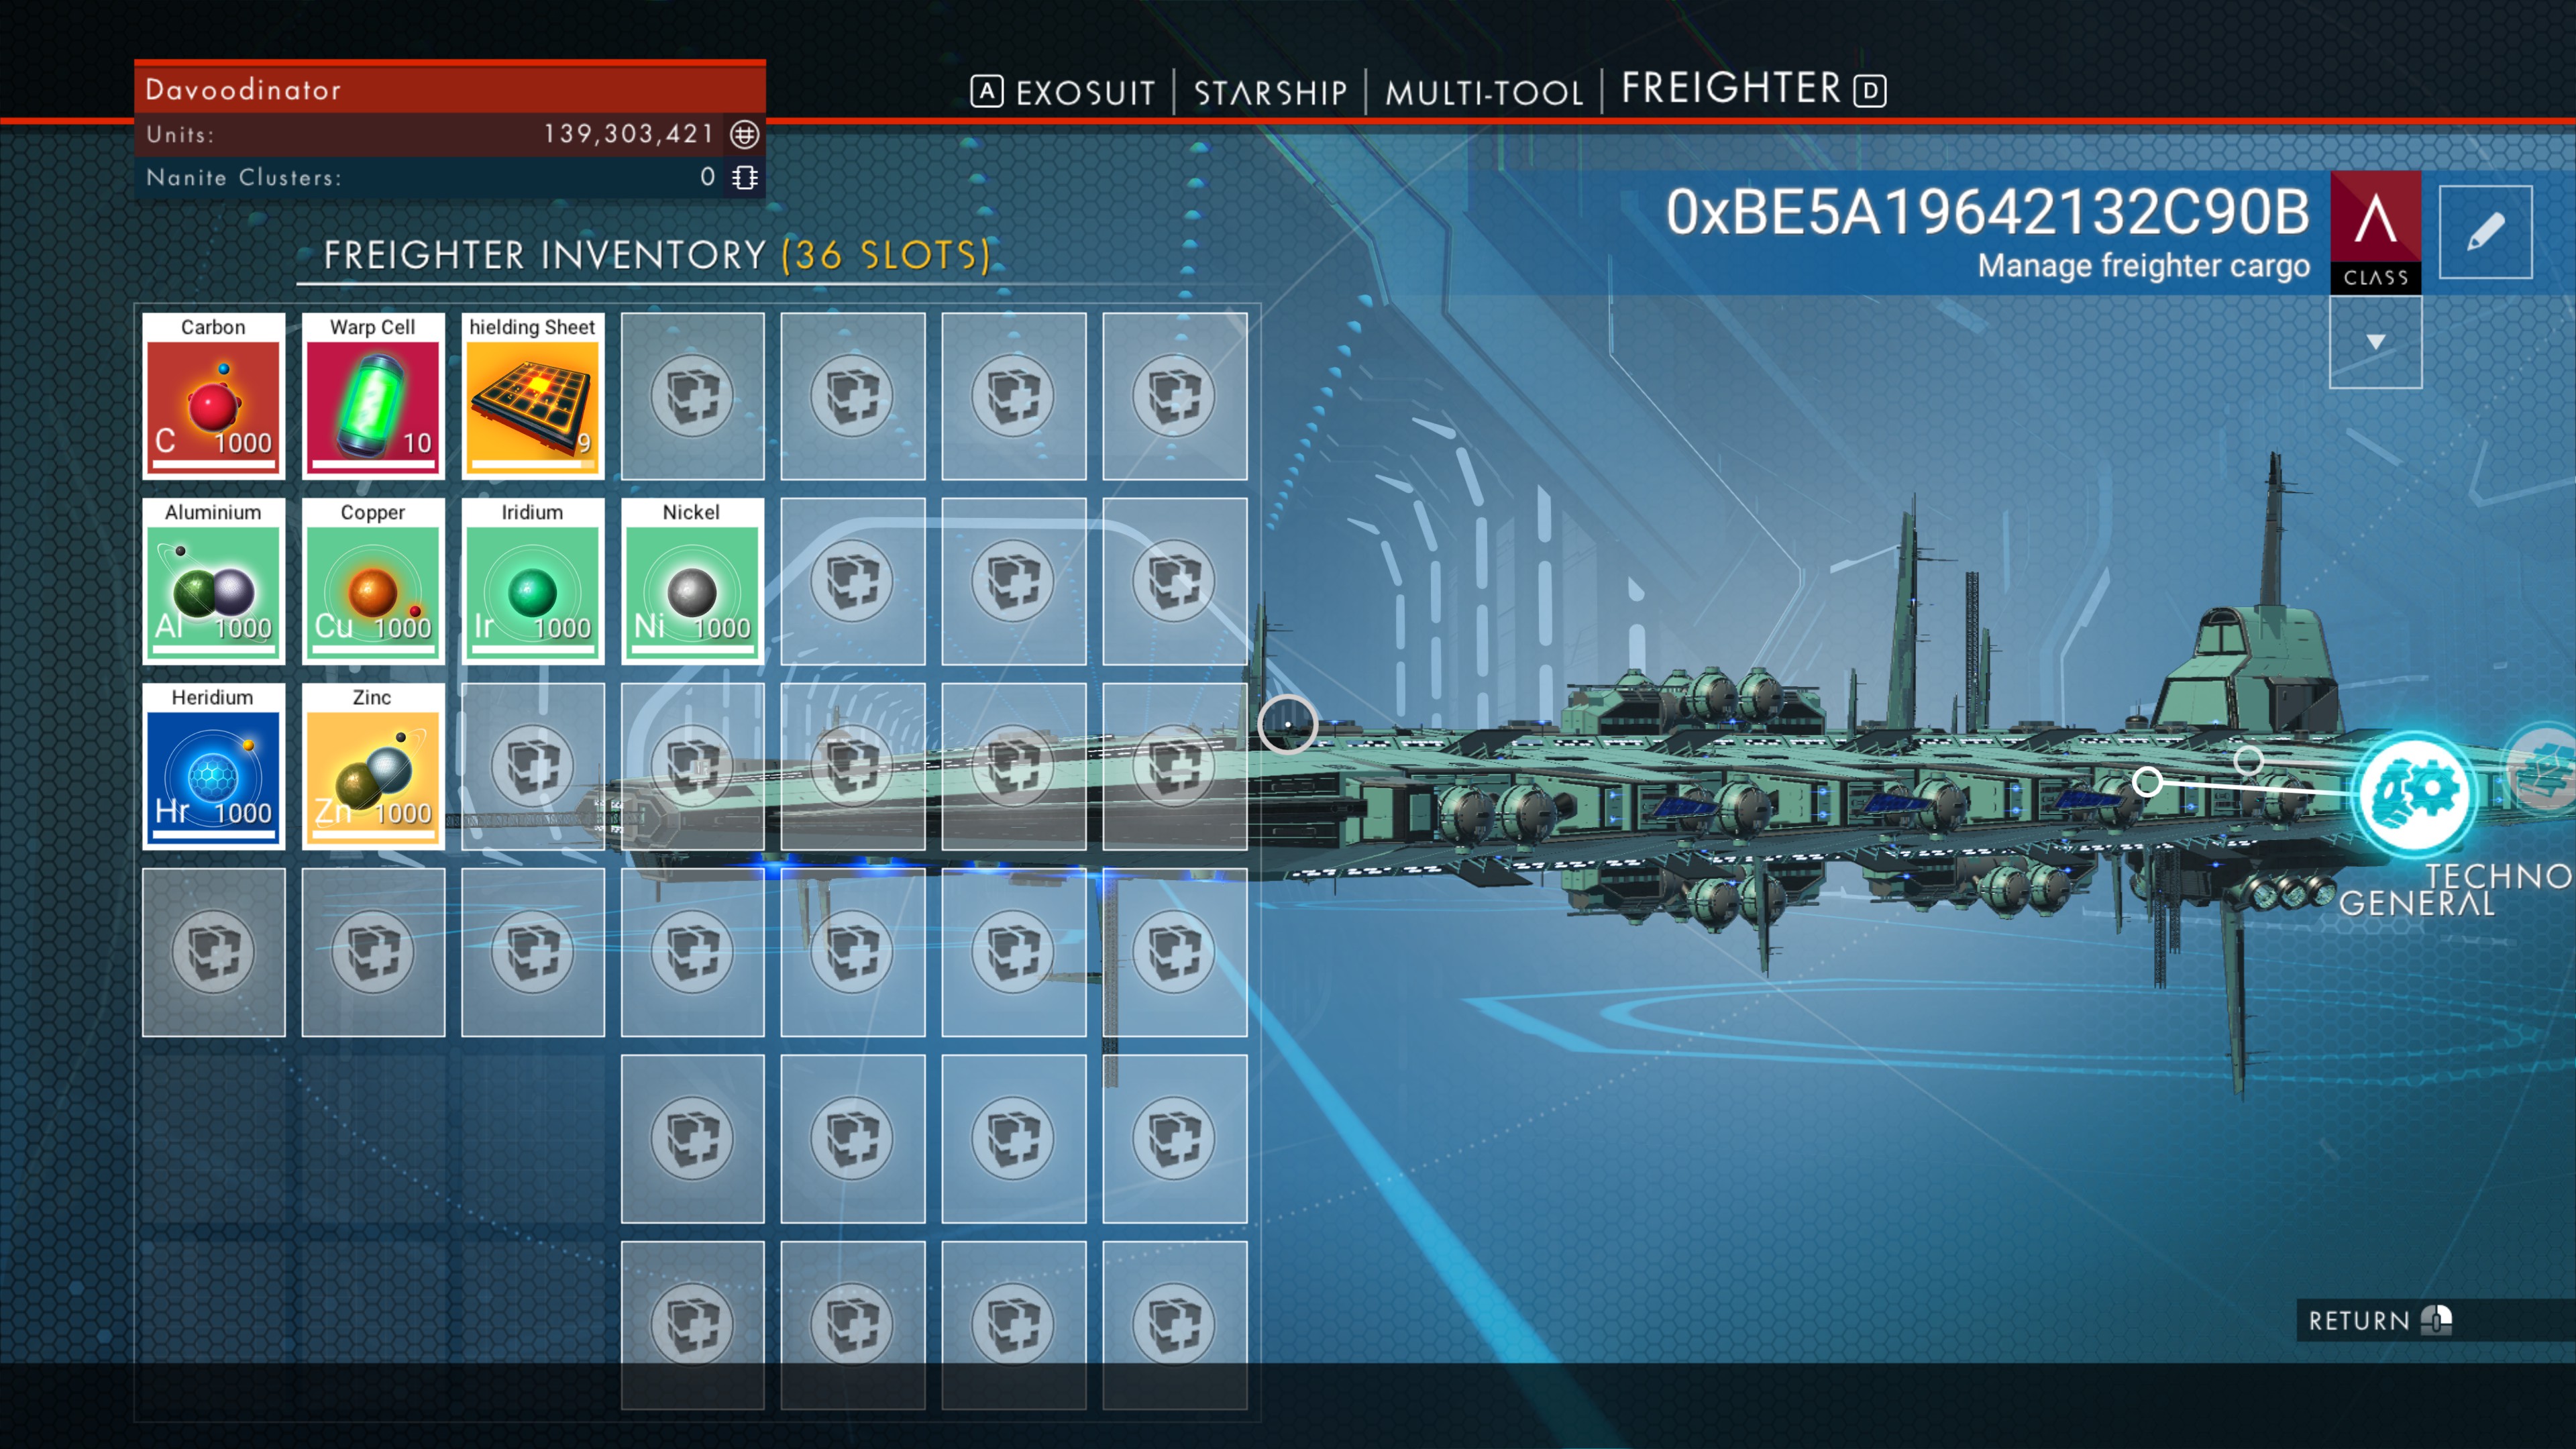 Davoodinator
Units: 139,303,421
Nanite Clusters: 0
A EXOSUIT STARSHIP MULTI-TOOL FREIGHTER D
0xBE5A19642132C90B
Manage freighter cargo
A
CLASS
FREIGHTER INVENTORY (36 SLOTS)
Carbon Warp Cell hielding Sheet
C 1000 10 9
Aluminium Copper Iridium Nickel
Al 1000 Cu 1000 Ir 1000 Ni 1000
Heridium Zinc
Hr 1000 Zn 1000
TECHNO
GENERAL
RETURN